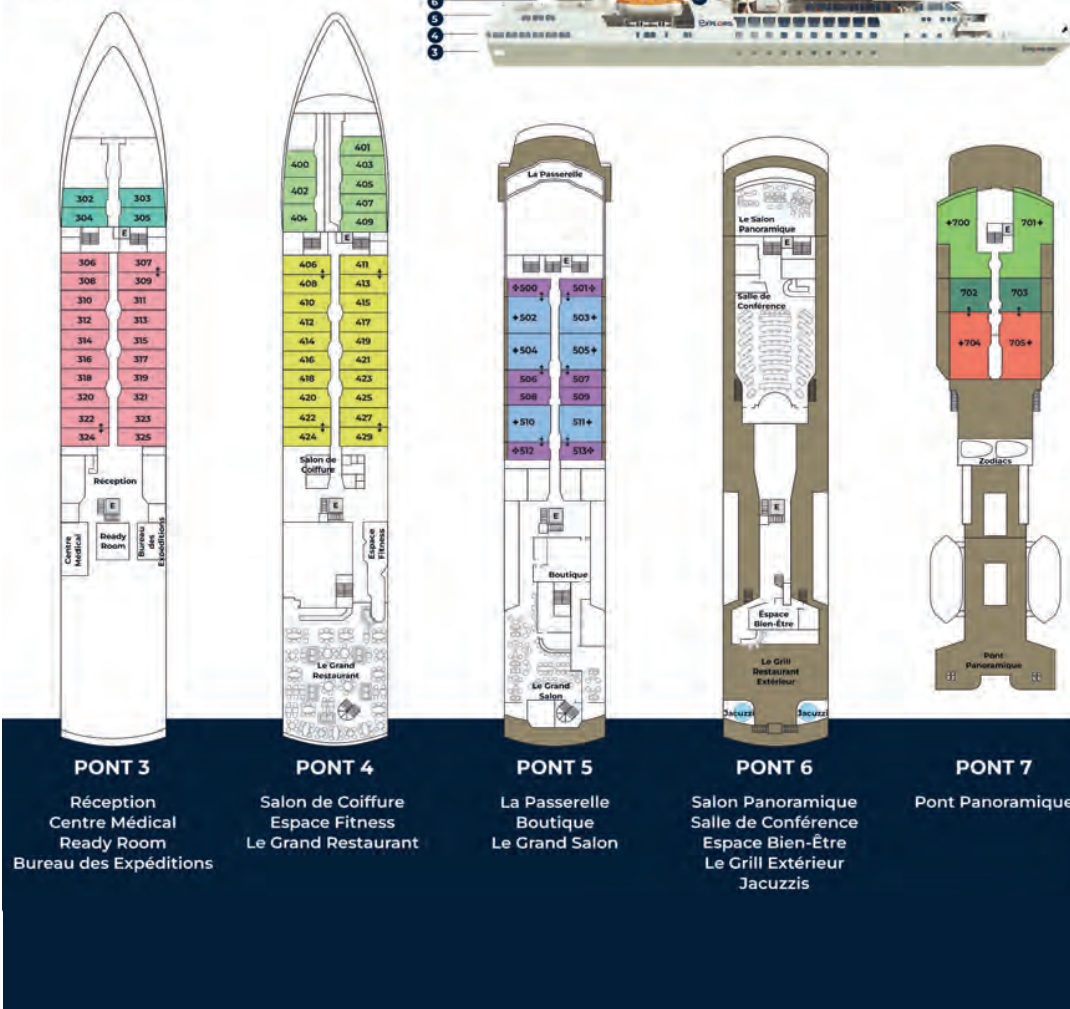 6
5
4
3
EXPLORIS
La Passerelle
Le Salon
Panoramique
E
Salle de
Conférence
401
400
403
402
405
407
404
409
E
302
303
304
305
E
306
307
308
309
310
311
312
313
314
315
316
317
318
319
320
321
322
323
324
325
Réception
Centre
Médical
Ready
Room
Bureau
des
Expéditions
E
406
411
408
413
410
415
412
417
414
419
416
421
418
423
420
425
422
427
424
429
Salon de
Coiffure
E
Espace
Fitness
Le Grand
Restaurant
E
500
501
502
503
504
505
506
507
508
509
510
511
512
513
E
Boutique
Le Grand
Salon
E
Espace
Bien-Être
Le Grill
Restaurant
Extérieur
Jacuzzi
Jacuzzi
700
701
E
702
703
704
705
Zodiacs
Pont
Panoramique
PONT 3
Réception
Centre Médical
Ready Room
Bureau des Expéditions
PONT 4
Salon de Coiffure
Espace Fitness
Le Grand Restaurant
PONT 5
La Passerelle
Boutique
Le Grand Salon
PONT 6
Salon Panoramique
Salle de Conférence
Espace Bien-Être
Le Grill Extérieur
Jacuzzis
PONT 7
Pont Panoramique